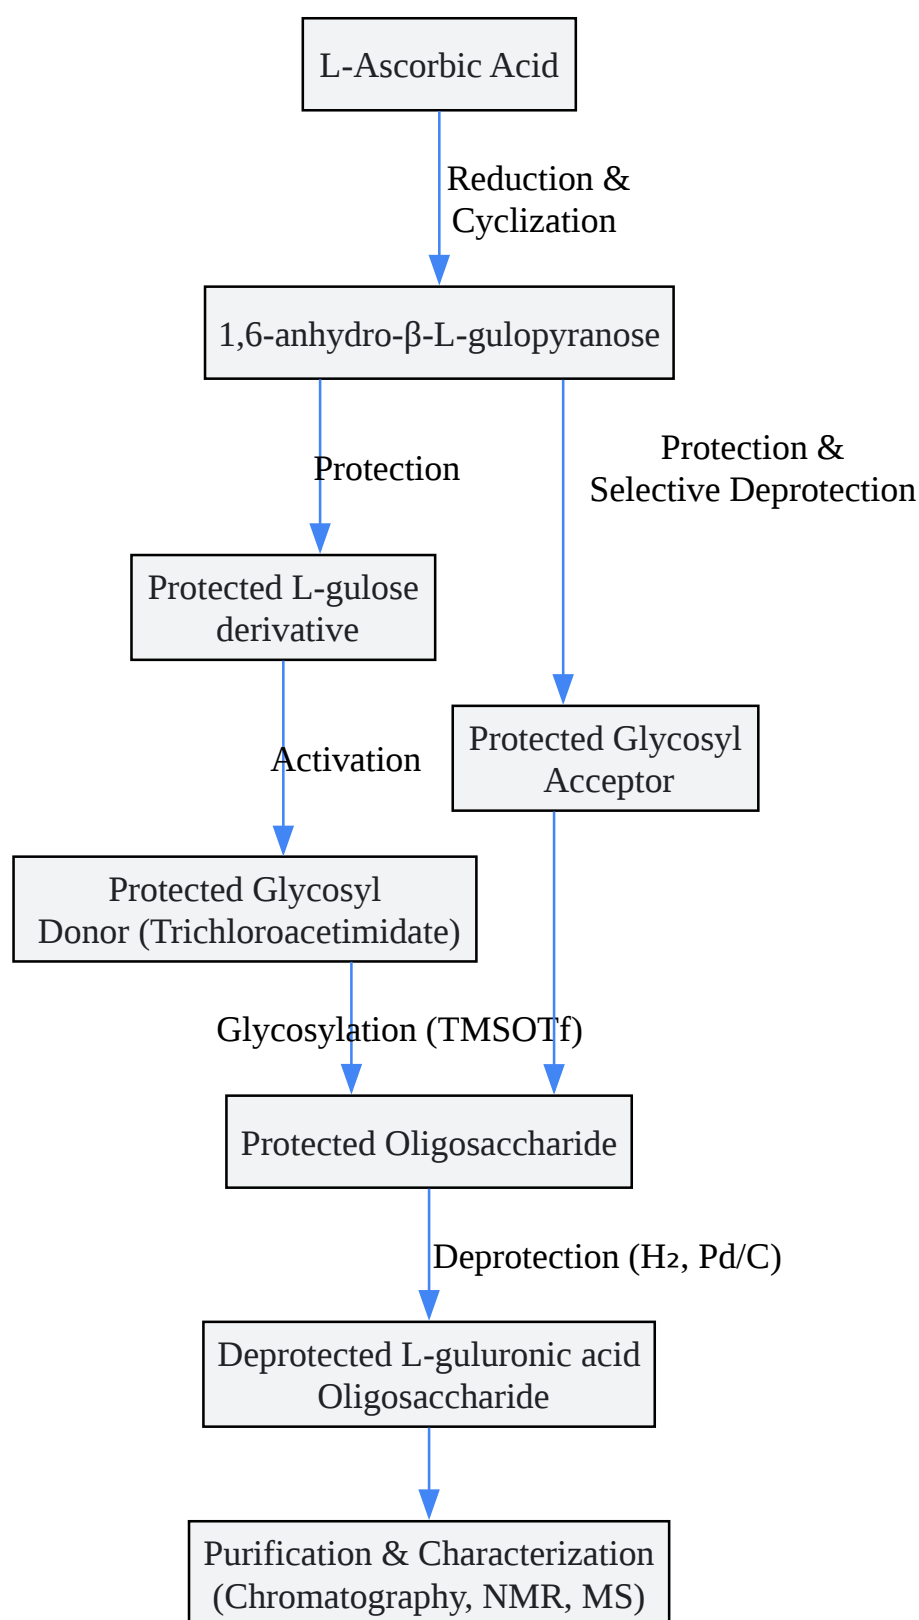 L-Ascorbic Acid
Reduction &
Cyclization
1,6-anhydro-β-L-gulopyranose
Protection
Protection &
Selective Deprotection
Protected L-gulose
derivative
Activation
Protected Glycosyl
Acceptor
Protected Glycosyl
Donor (Trichloroacetimidate)
Glycosylation (TMSOTf)
Protected Oligosaccharide
Deprotection (H₂, Pd/C)
Deprotected L-guluronic acid
Oligosaccharide
Purification & Characterization
(Chromatography, NMR, MS)